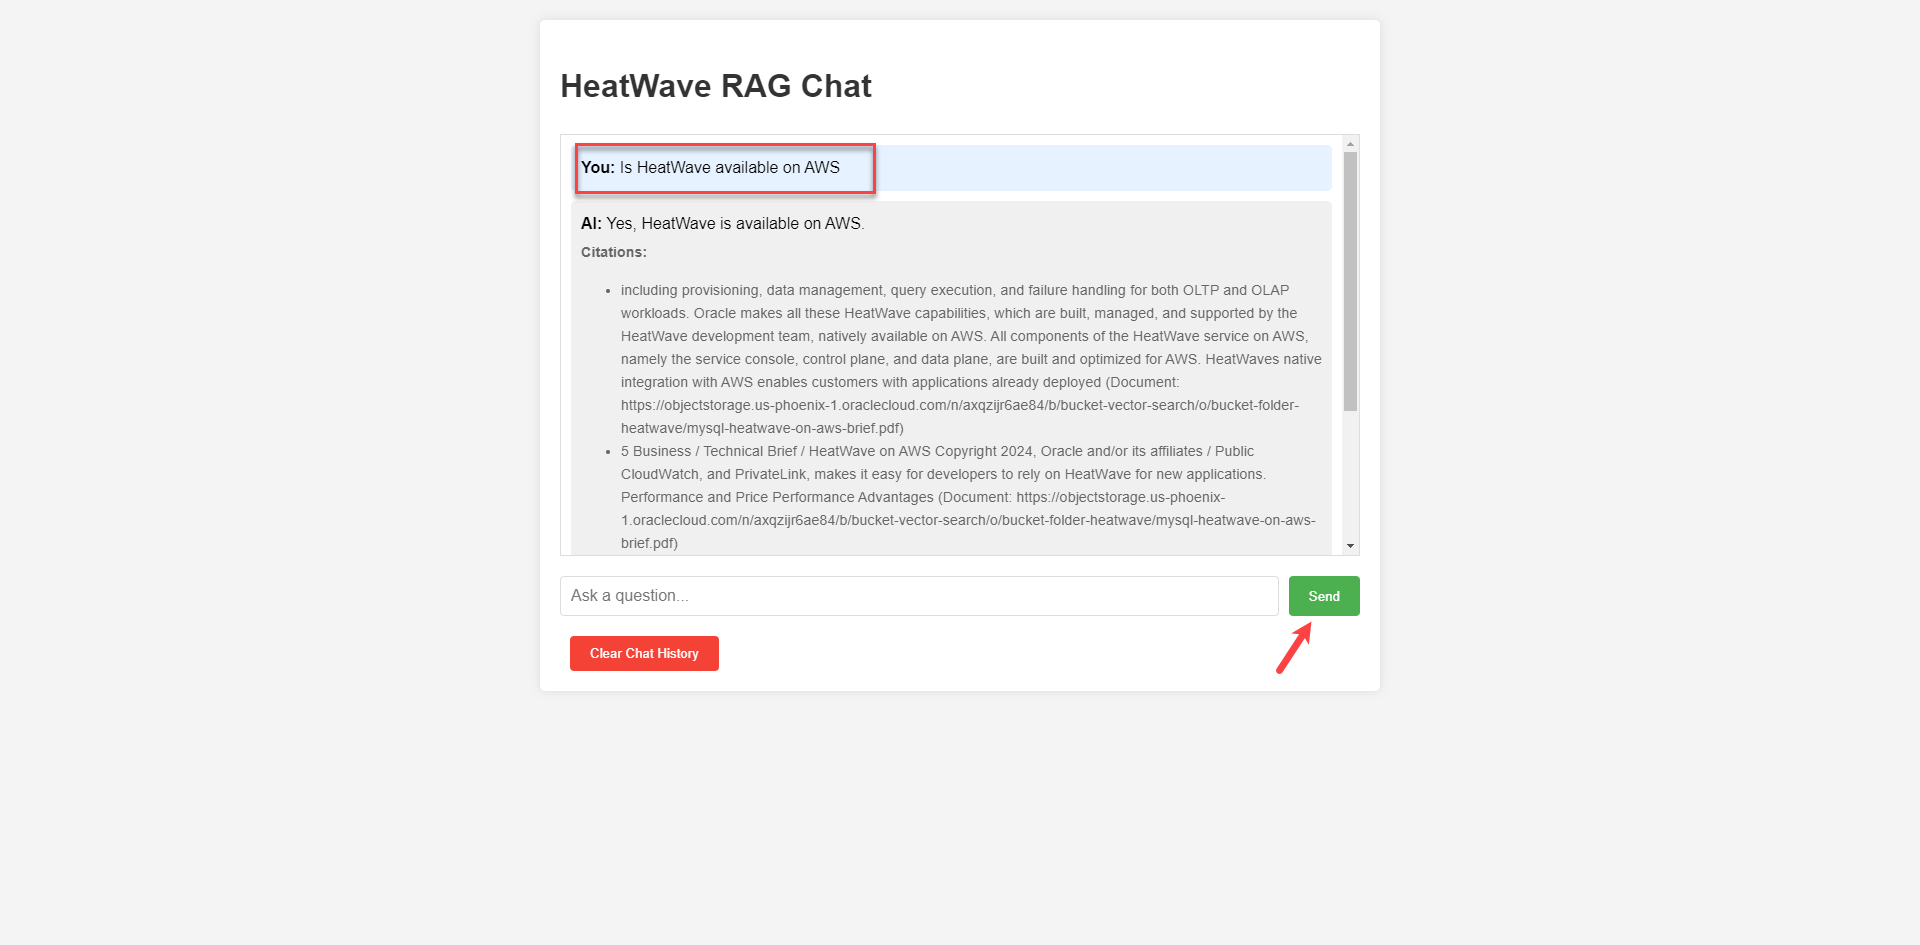 HeatWave RAG Chat
You: Is HeatWave available on AWS
AI: Yes, HeatWave is available on AWS.
Citations:
• including provisioning, data management, query execution, and failure handling for both OLTP and OLAP
workloads. Oracle makes all these HeatWave capabilities, which are built, managed, and supported by the
HeatWave development team, natively available on AWS. All components of the HeatWave service on AWS,
namely the service console, control plane, and data plane, are built and optimized for AWS. HeatWaves native
integration with AWS enables customers with applications already deployed (Document:
https://objectstorage.us-phoenix-1.oraclecloud.com/n/axqzijr6ae84/b/bucket-vector-search/o/bucket-folder-
heatwave/mysql-heatwave-on-aws-brief.pdf)
• 5 Business / Technical Brief / HeatWave on AWS Copyright 2024, Oracle and/or its affiliates / Public
CloudWatch, and PrivateLink, makes it easy for developers to rely on HeatWave for new applications.
Performance and Price Performance Advantages (Document: https://objectstorage.us-phoenix-
1.oraclecloud.com/n/axqzijr6ae84/b/bucket-vector-search/o/bucket-folder-heatwave/mysql-heatwave-on-aws-
brief.pdf)
Ask a question...
Send
Clear Chat History